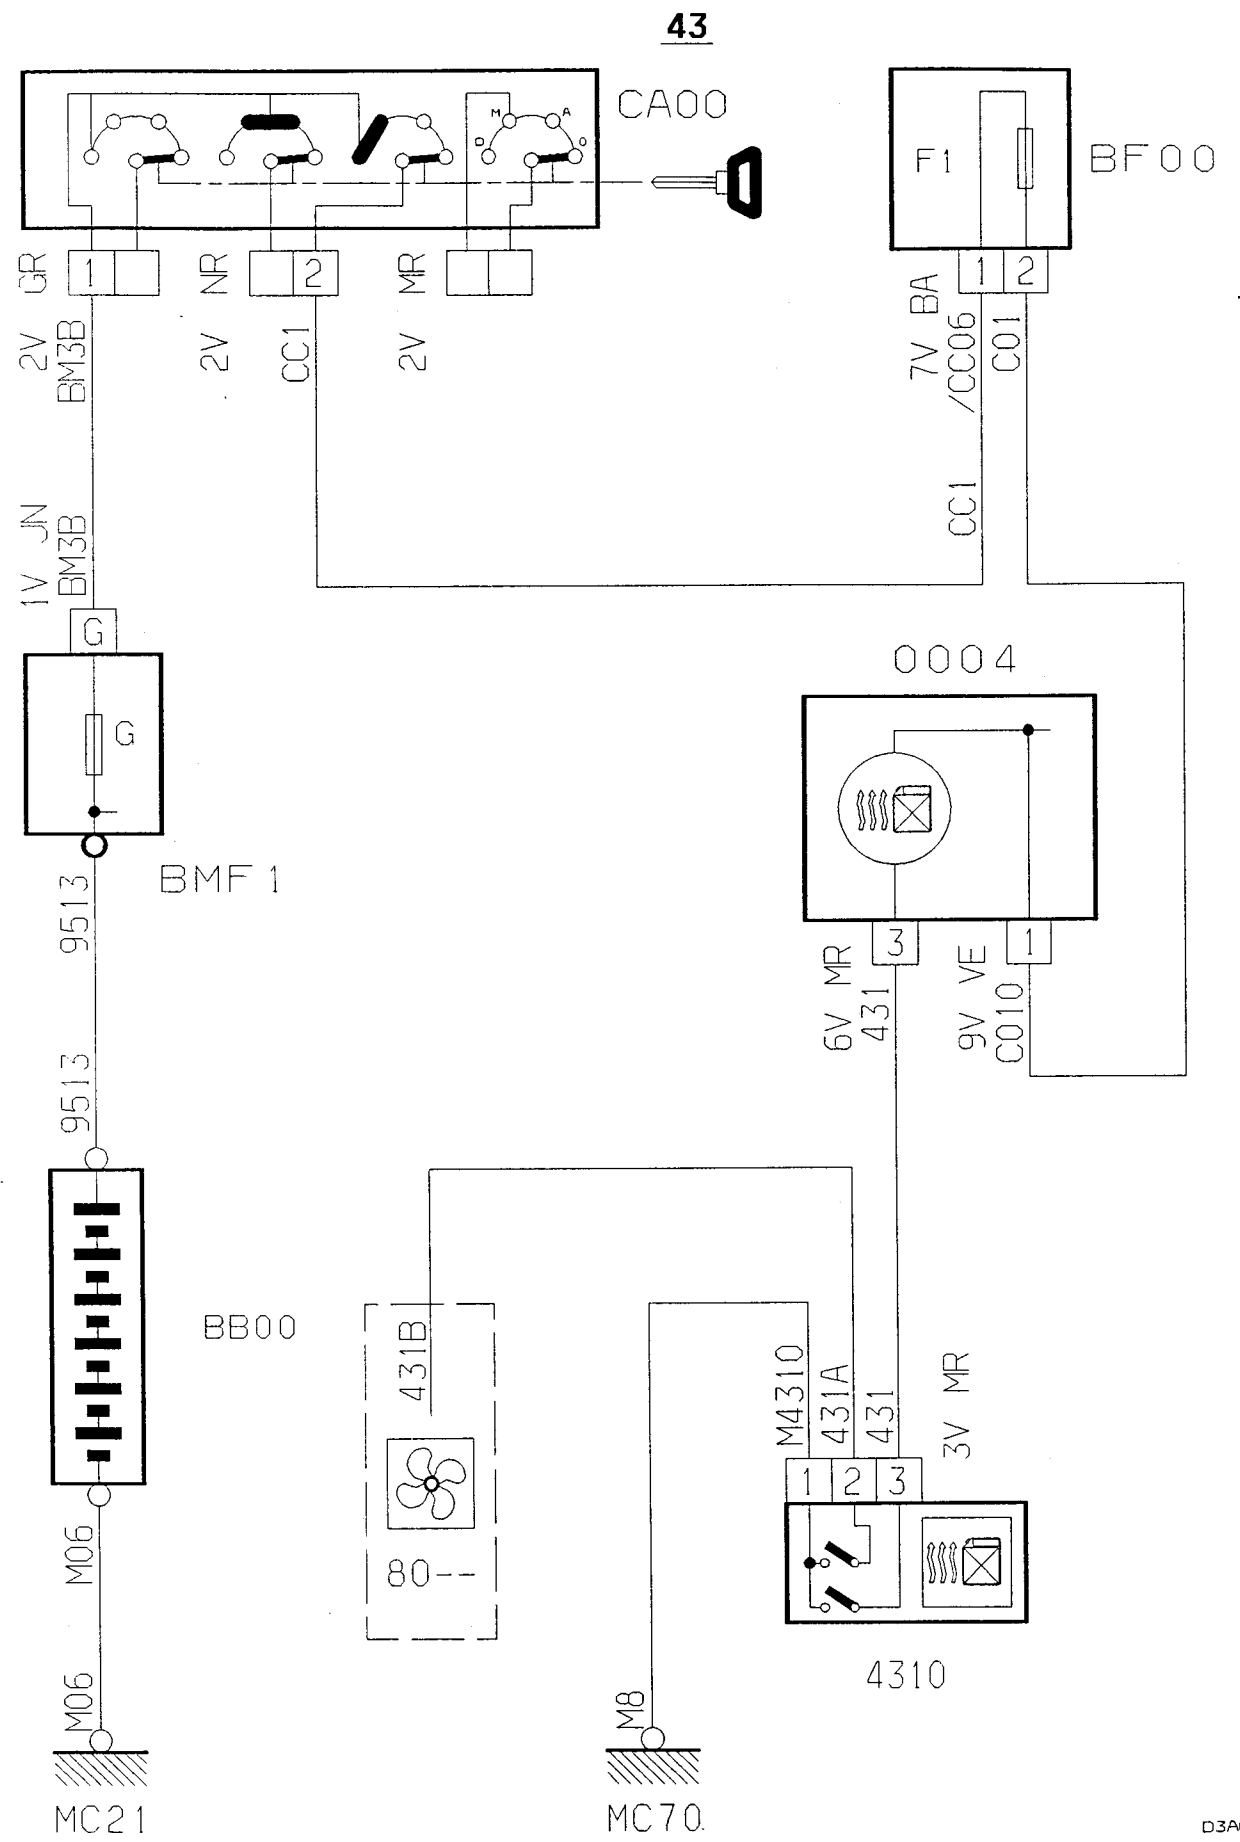 43
CA00
M
A
D
O
F1
BF00
GR
1
NR
2
MR
1
2
2V
BM3B
2V
CC1
2V
7V BA
/CC06
C01
CC1
1V JN
BM3B
G
G
BMF1
0004
3
1
6V MR
431
9V VE
C010
9513
9513
BB00
431B
80--
M4310
431A
431
3V MR
1
2
3
4310
M06
M06
M8
MC21
MC70